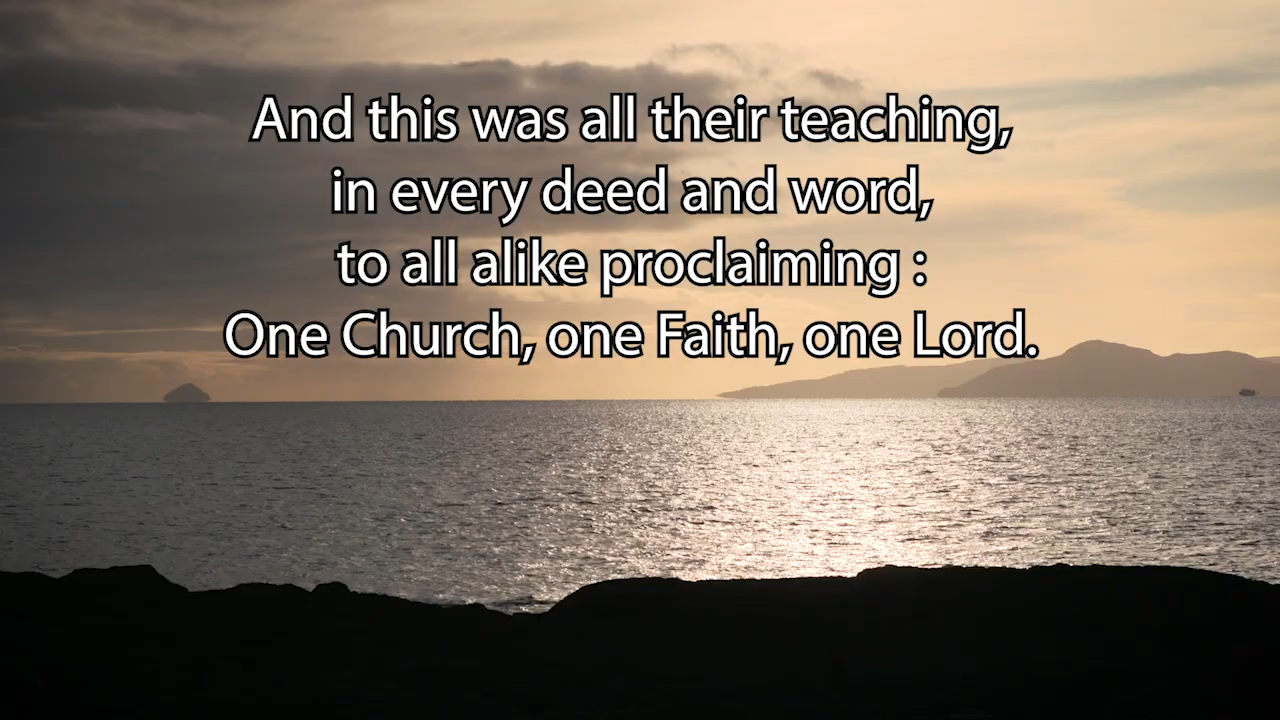 And this was all their teaching,
in every deed and word,
to all alike proclaiming :
One Church, one Faith, one Lord.